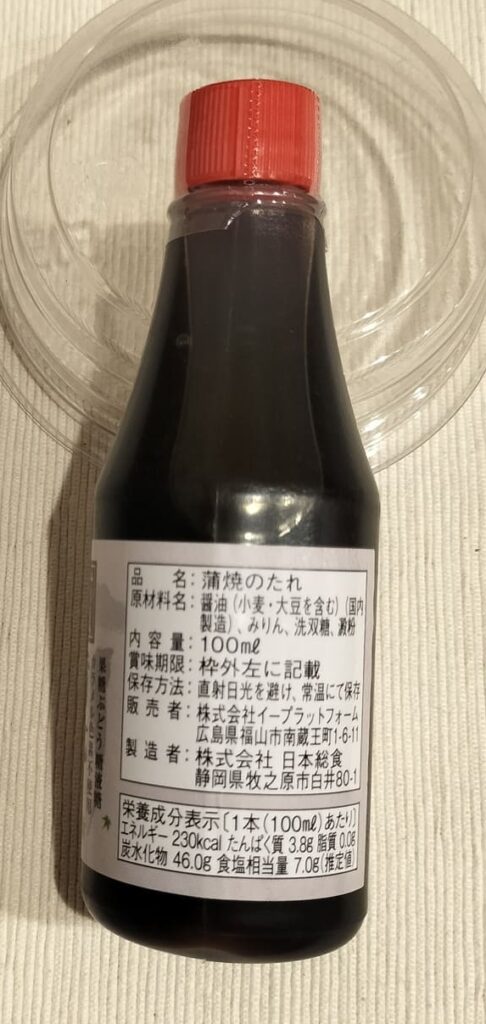 品　　名：蒲焼のたれ
原材料名：醤油（小麦・大豆を含む）（国内
製造）、みりん、洗双糖、澱粉
内 容 量：100mℓ
賞味期限：枠外左に記載
保存方法：直射日光を避け、常温にて保存
販 売 者：株式会社イープラットフォーム
広島県福山市南蔵王町1-6-11
製 造 者：株式会社 日本総食
静岡県牧之原市白井80-1
栄養成分表示〔1本（100mℓ）あたり〕
エネルギー 230kcal たんぱく質 3.8g 脂質 0.0g
炭水化物 46.0g 食塩相当量 7.0g（推定値）
果糖ぶどう糖液糖